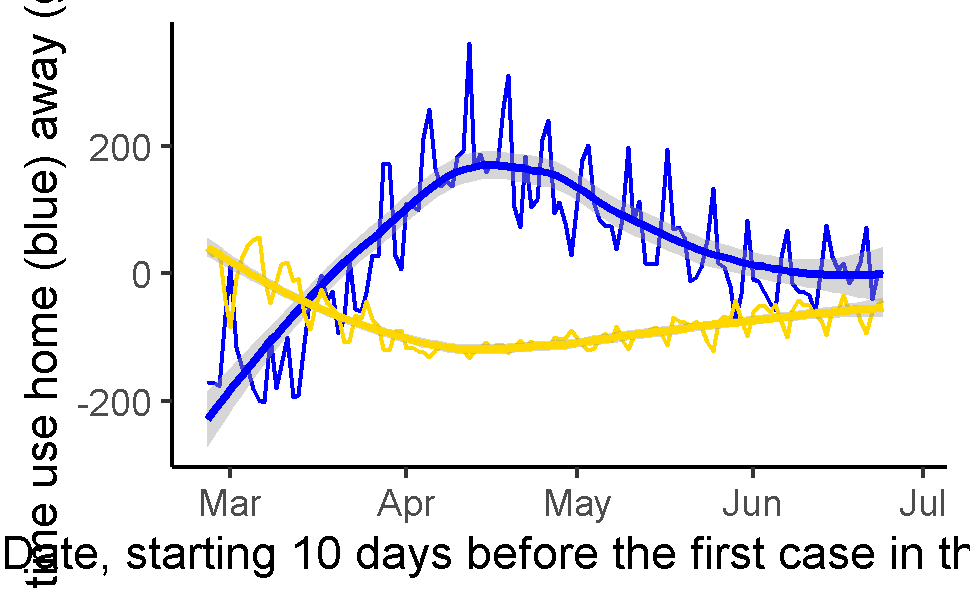 time use home (blue) away (
200
0
-200
Mar Apr May Jun Jul
Date, starting 10 days before the first case in th